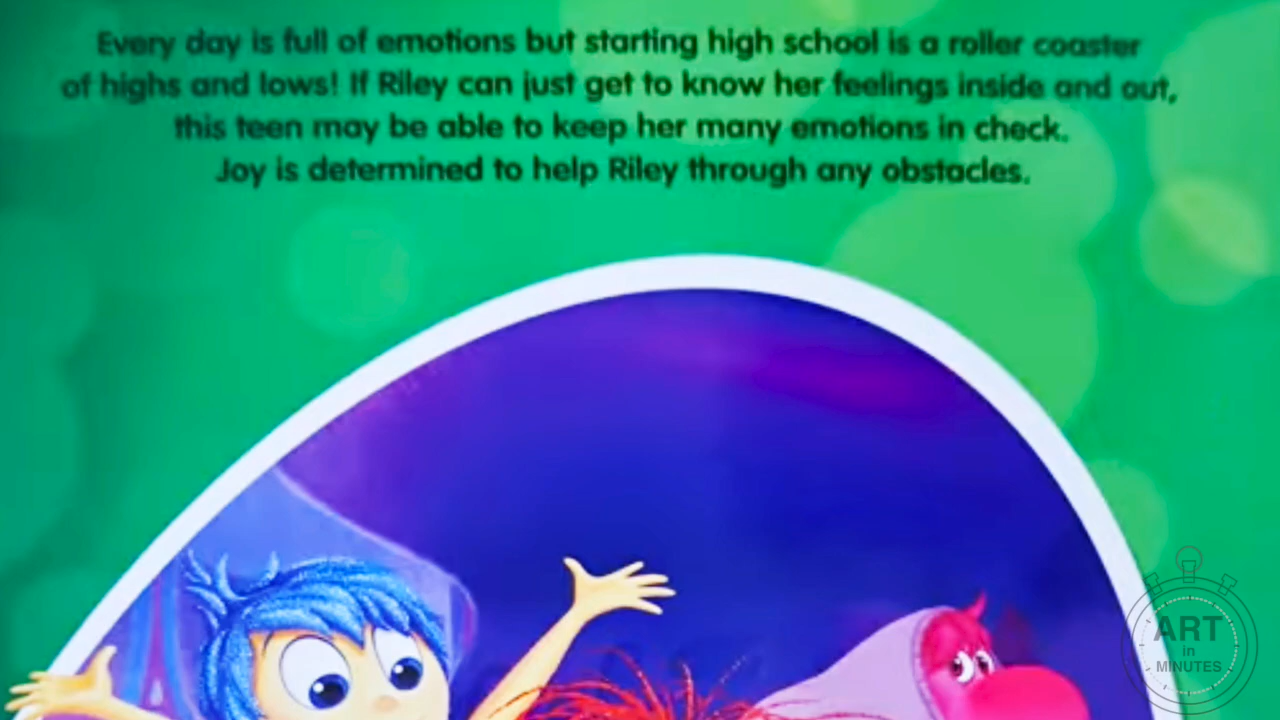 Every day is full of emotions but starting high school is a roller coaster
of highs and lows! If Riley can just get to know her feelings inside and out,
this teen may be able to keep her many emotions in check.
Joy is determined to help Riley through any obstacles.
ART
in
MINUTES